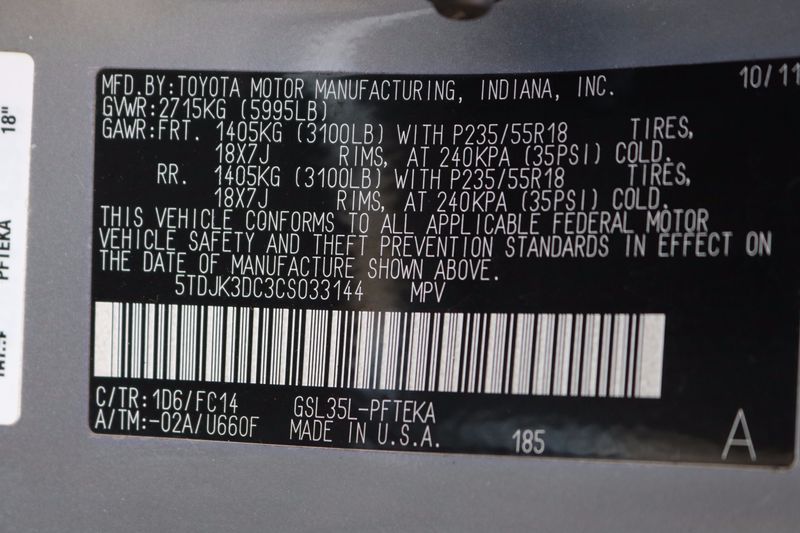 MFD.BY:TOYOTA MOTOR MANUFACTURING, INDIANA, INC. 10/11
GVWR:2715KG (5995LB)
GAWR:FRT. 1405KG (3100LB) WITH P235/55R18 TIRES,
18X7J RIMS, AT 240KPA (35PSI) COLD.
RR. 1405KG (3100LB) WITH P235/55R18 TIRES,
18X7J RIMS, AT 240KPA (35PSI) COLD.
THIS VEHICLE CONFORMS TO ALL APPLICABLE FEDERAL MOTOR
VEHICLE SAFETY AND THEFT PREVENTION STANDARDS IN EFFECT ON
THE DATE OF MANUFACTURE SHOWN ABOVE.
5TDJK3DC3CS033144 MPV
C/TR:1D6/FC14 GSL35L-PFTEKA
A/TM:-02A/U660F MADE IN U.S.A. 185 A
18"
PFTEKA